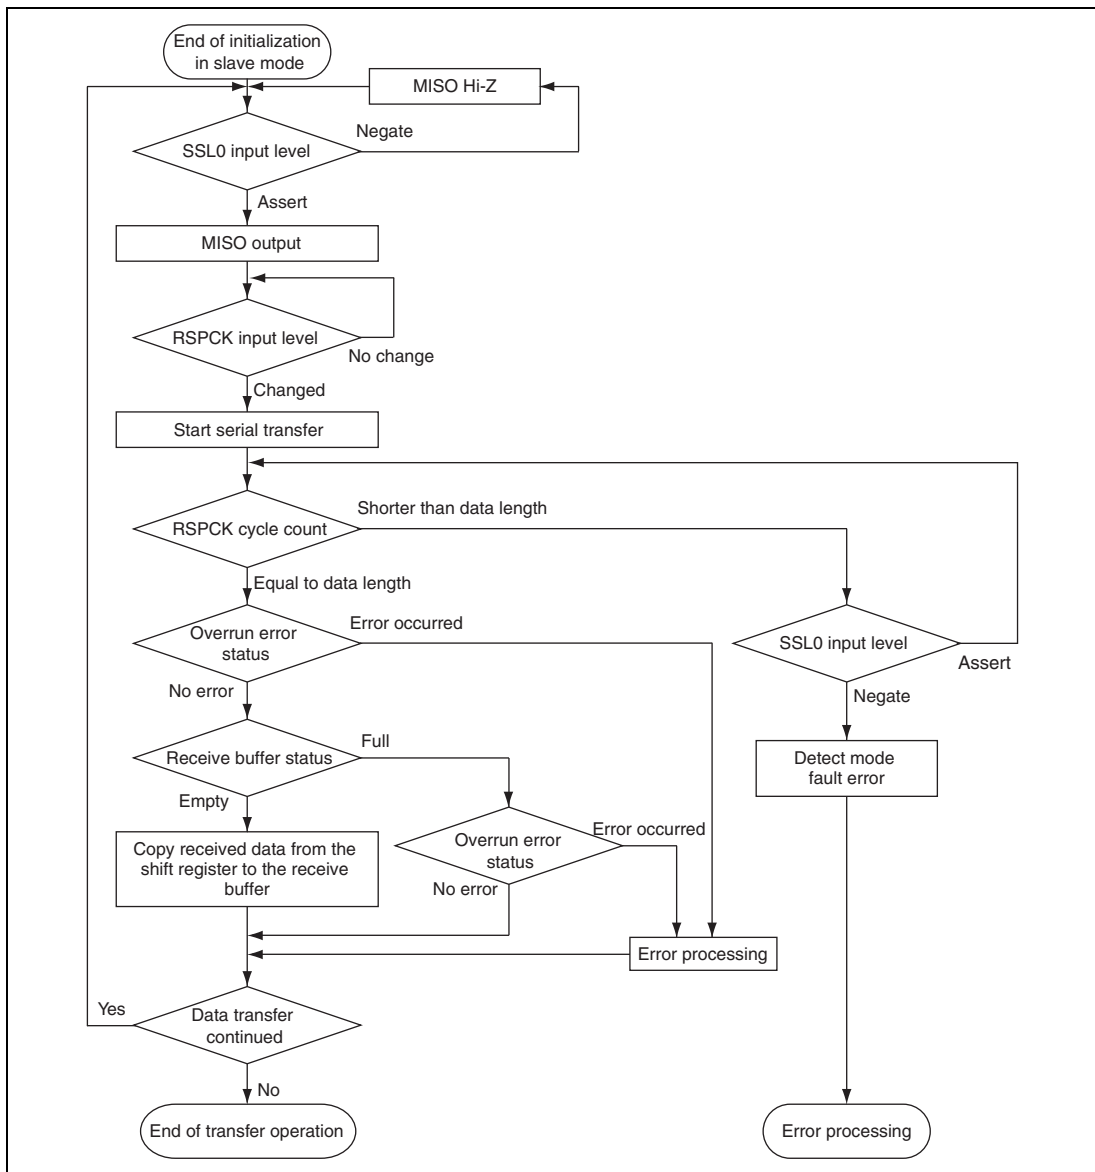 End of initialization
in slave mode
MISO Hi-Z
Negate
SSL0 input level
Assert
MISO output
RSPCK input level
No change
Changed
Start serial transfer
Shorter than data length
RSPCK cycle count
Equal to data length
Overrun error
status
Error occurred
SSL0 input level
Assert
No error
Negate
Receive buffer status
Full
Detect mode
fault error
Empty
Copy received data from the
shift register to the receive
buffer
Overrun error
status
Error occurred
No error
Error processing
Yes
Data transfer
continued
No
End of transfer operation
Error processing